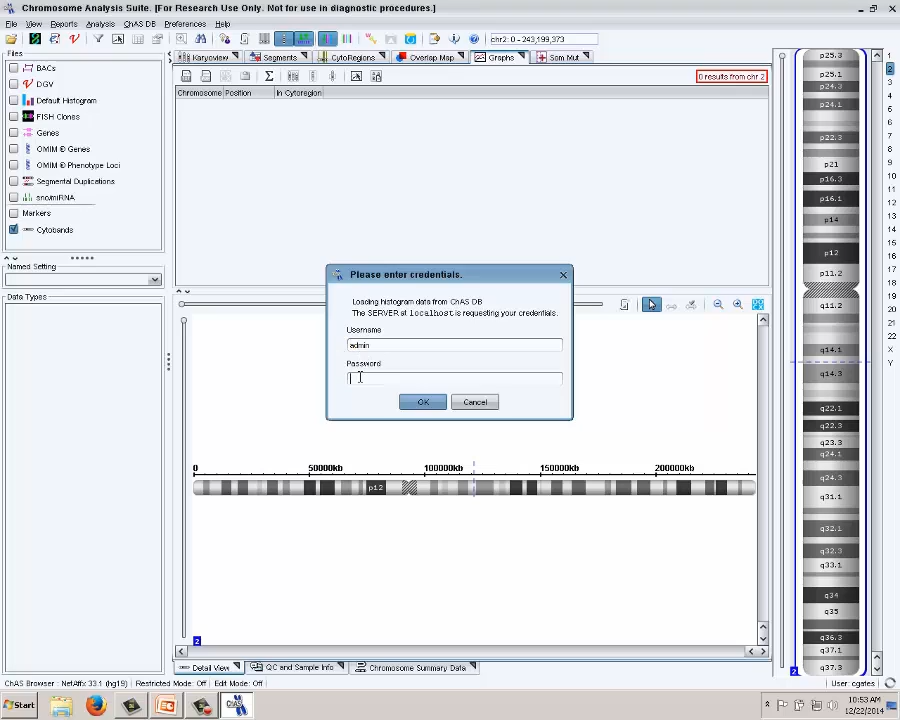 Chromosome Analysis Suite. [For Research Use Only. Not for use in diagnostic procedures.]
File View Reports Analysis ChAS DB Preferences Help
chr2: 0 - 243,199,373
Files
BACs
DGV
Default Histogram
FISH Clones
Genes
OMIM ® Genes
OMIM ® Phenotype Loci
Segmental Duplications
sno/miRNA
Markers
Cytobands
Named Setting
Data Types
Karyoview Segments CytoRegions Overlap Map Graphs Som Mut
0 results from chr 2
Chromosome Position In Cytoregion
Please enter credentials.
Loading histogram data from ChAS DB
The SERVER at localhost is requesting your credentials.
Username
admin
Password
OK Cancel
0 50000kb 100000kb 150000kb 200000kb
p12
2
Detail View QC and Sample Info Chromosome Summary Data
p25.3
p25.1
p24.3
p24.1
p22.3
p21
p16.3
p16.1
p14
p12
p11.2
q11.2
q14.1
q14.3
q22.1
q22.3
q23.3
q24.1
q24.3
q31.1
q32.1
q32.3
q33.1
q34
q35
q36.3
q37.1
q37.3
2
1
2
3
4
5
6
7
8
9
10
11
12
13
14
15
16
17
18
19
20
21
22
X
Y
ChAS Browser : NetAffx 33.1 (hg19) Restricted Mode: Off Edit Mode: Off
User: cgates
Start
10:53 AM
12/22/2014